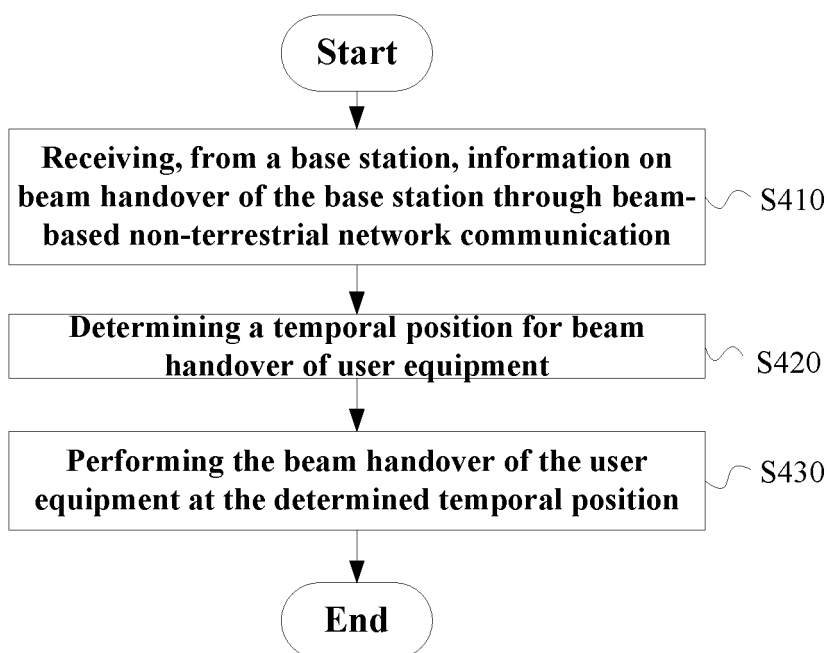 Start
Receiving, from a base station, information on
beam handover of the base station through beam-
based non-terrestrial network communication
S410
Determining a temporal position for beam
handover of user equipment
S420
Performing the beam handover of the user
equipment at the determined temporal position
S430
End